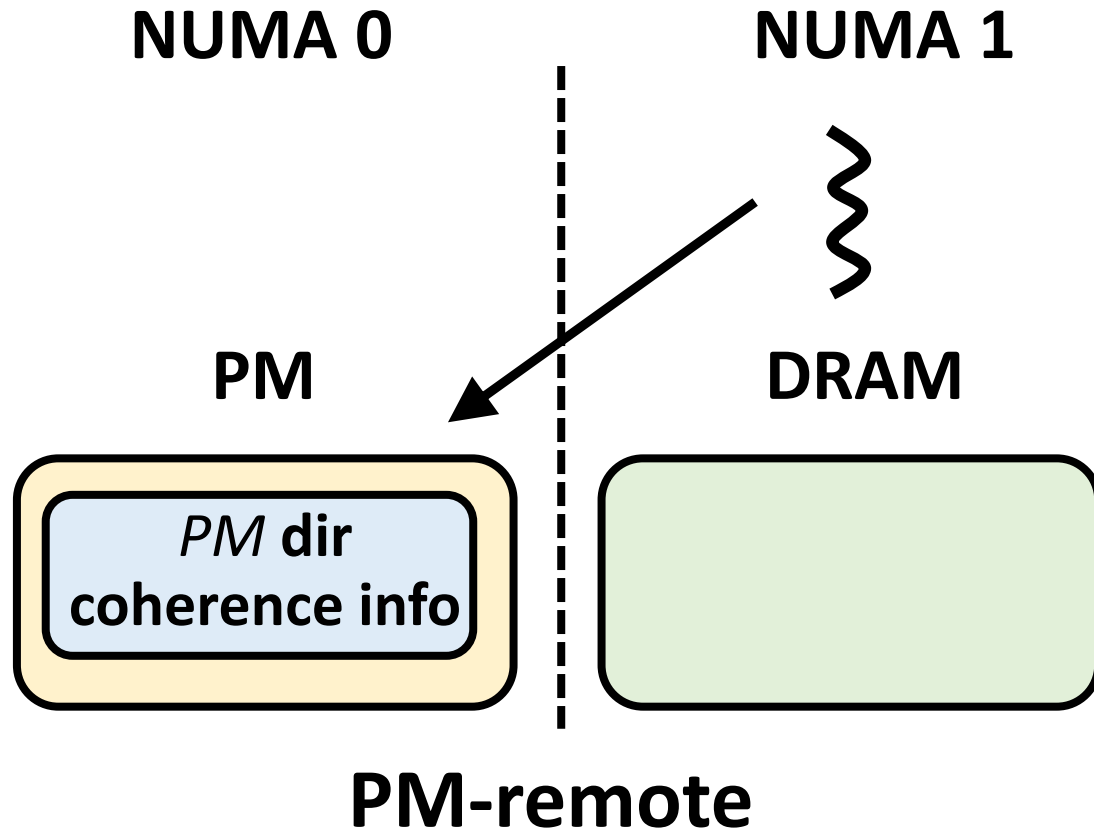 NUMA 0
NUMA 1
PM
DRAM
PM dir
coherence info
PM-remote